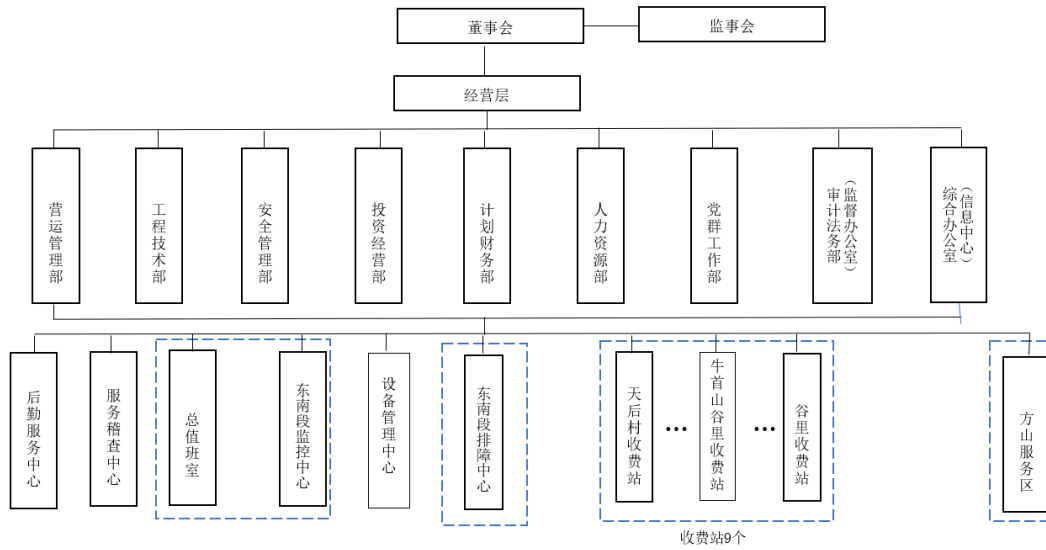 董事会
监事会
经营层
营运管理部
工程技术部
安全管理部
投资经营部
计划财务部
人力资源部
党群工作部
审计法务部
（监督办公室）
综合办公室
（信息中心）
后勤服务中心
服务稽查中心
总值班室
东南段监控中心
设备管理中心
东南段排障中心
天后村收费站
•••
牛首山谷里收费站
•••
谷里收费站
方山服务区
收费站9个